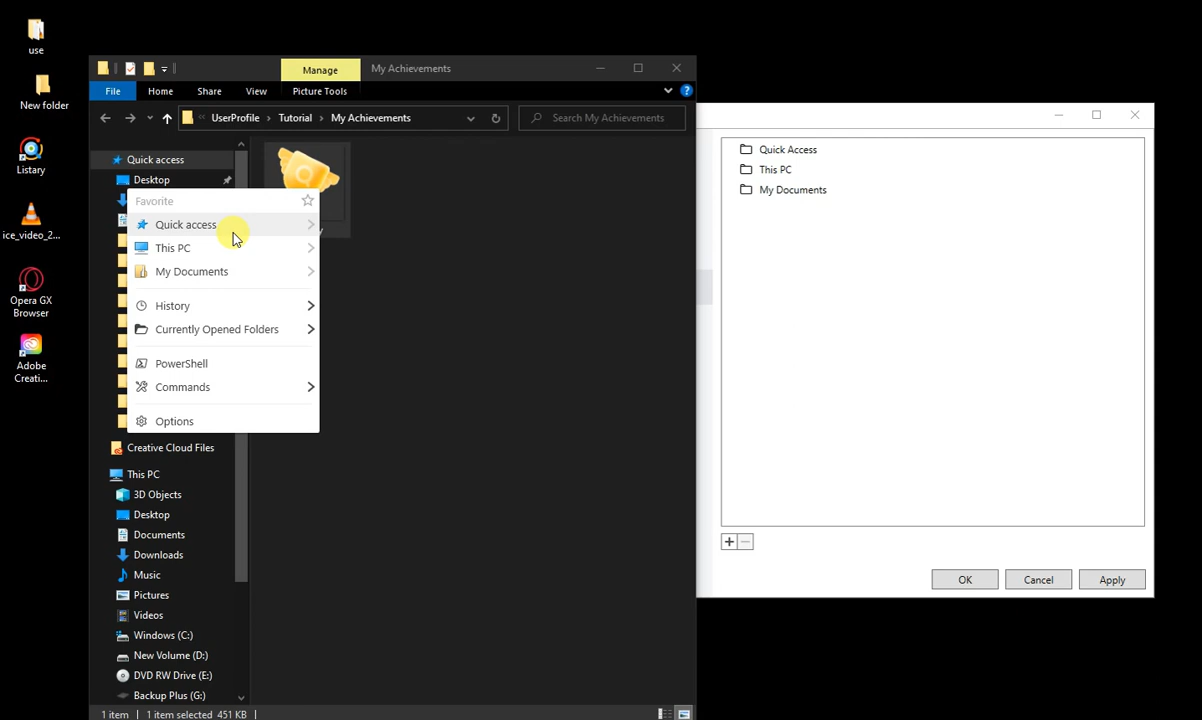 use
New folder
Listary
ice_video_2...
Opera GX
Browser
Adobe
Creati...
Manage
My Achievements
File
Home
Share
View
Picture Tools
?
« UserProfile › Tutorial › My Achievements
Search My Achievements
Quick access
Desktop
Favorite
Quick access
This PC
My Documents
History
Currently Opened Folders
PowerShell
Commands
Options
Creative Cloud Files
This PC
3D Objects
Desktop
Documents
Downloads
Music
Pictures
Videos
Windows (C:)
New Volume (D:)
DVD RW Drive (E:)
Backup Plus (G:)
1 item
1 item selected 451 KB
Quick Access
This PC
My Documents
OK
Cancel
Apply